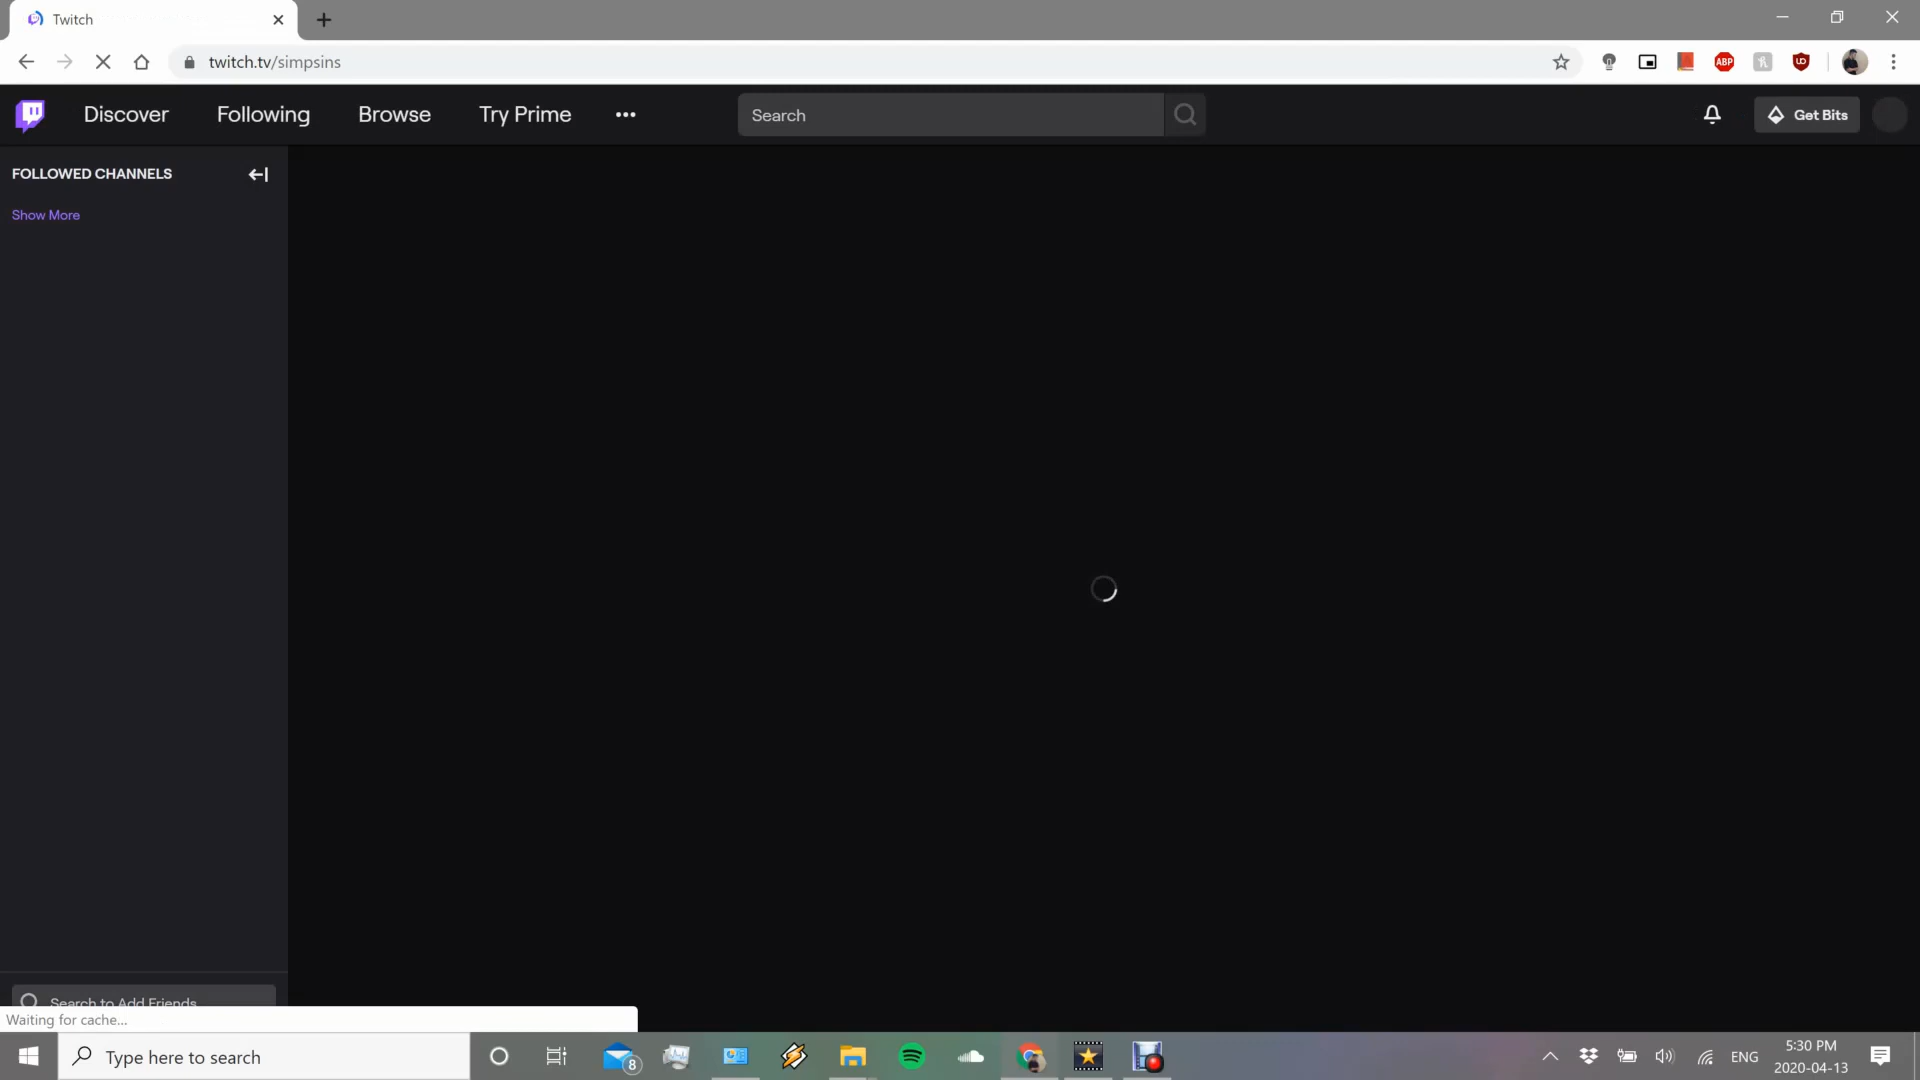 Twitch
twitch.tv/simpsins
ABP
Discover
Following
Browse
Try Prime
Search
Get Bits
FOLLOWED CHANNELS
Show More
Search to Add Friends
Waiting for cache...
Type here to search
8
ENG
5:30 PM
2020-04-13